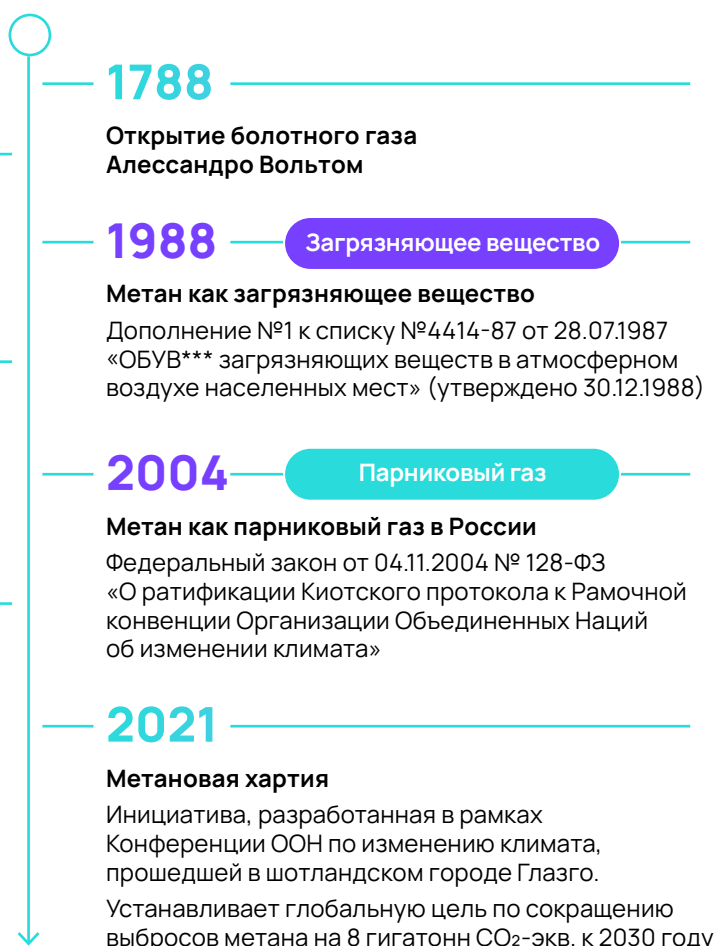 1788
Открытие болотного газа
Алессандро Вольтом
1988
Загрязняющее вещество
Метан как загрязняющее вещество
Дополнение №1 к списку №4414-87 от 28.07.1987
«ОБУВ*** загрязняющих веществ в атмосферном
воздухе населенных мест» (утверждено 30.12.1988)
2004
Парниковый газ
Метан как парниковый газ в России
Федеральный закон от 04.11.2004 № 128-ФЗ
«О ратификации Киотского протокола к Рамочной
конвенции Организации Объединенных Наций
об изменении климата»
2021
Метановая хартия
Инициатива, разработанная в рамках
Конференции ООН по изменению климата,
прошедшей в шотландском городе Глазго.
Устанавливает глобальную цель по сокращению
выбросов метана на 8 гигатонн CO₂-экв. к 2030 году